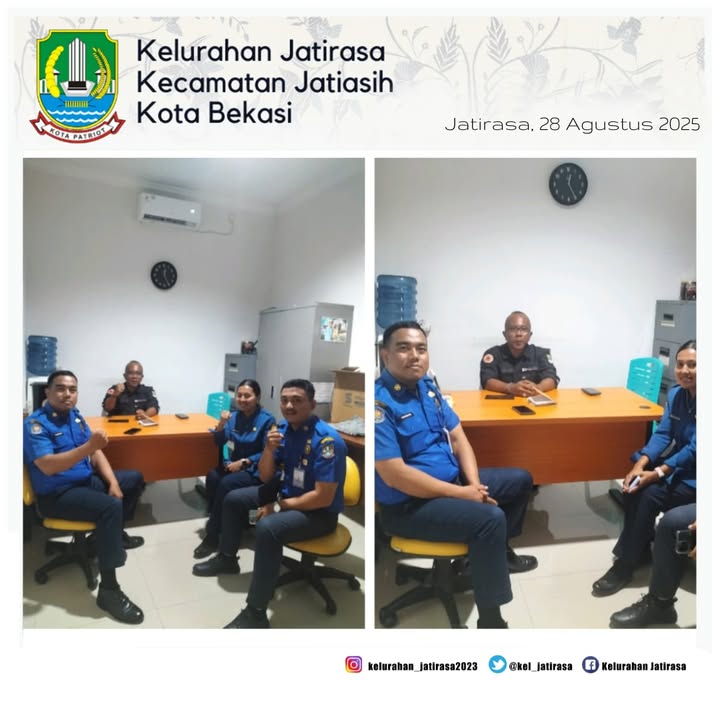 Kelurahan Jatirasa
Kecamatan Jatiasih
Kota Bekasi
KOTA PATRIOT
Jatirasa, 28 Agustus 2025
kelurahan_jatirasa2023
@kel_jatirasa
Kelurahan Jatirasa